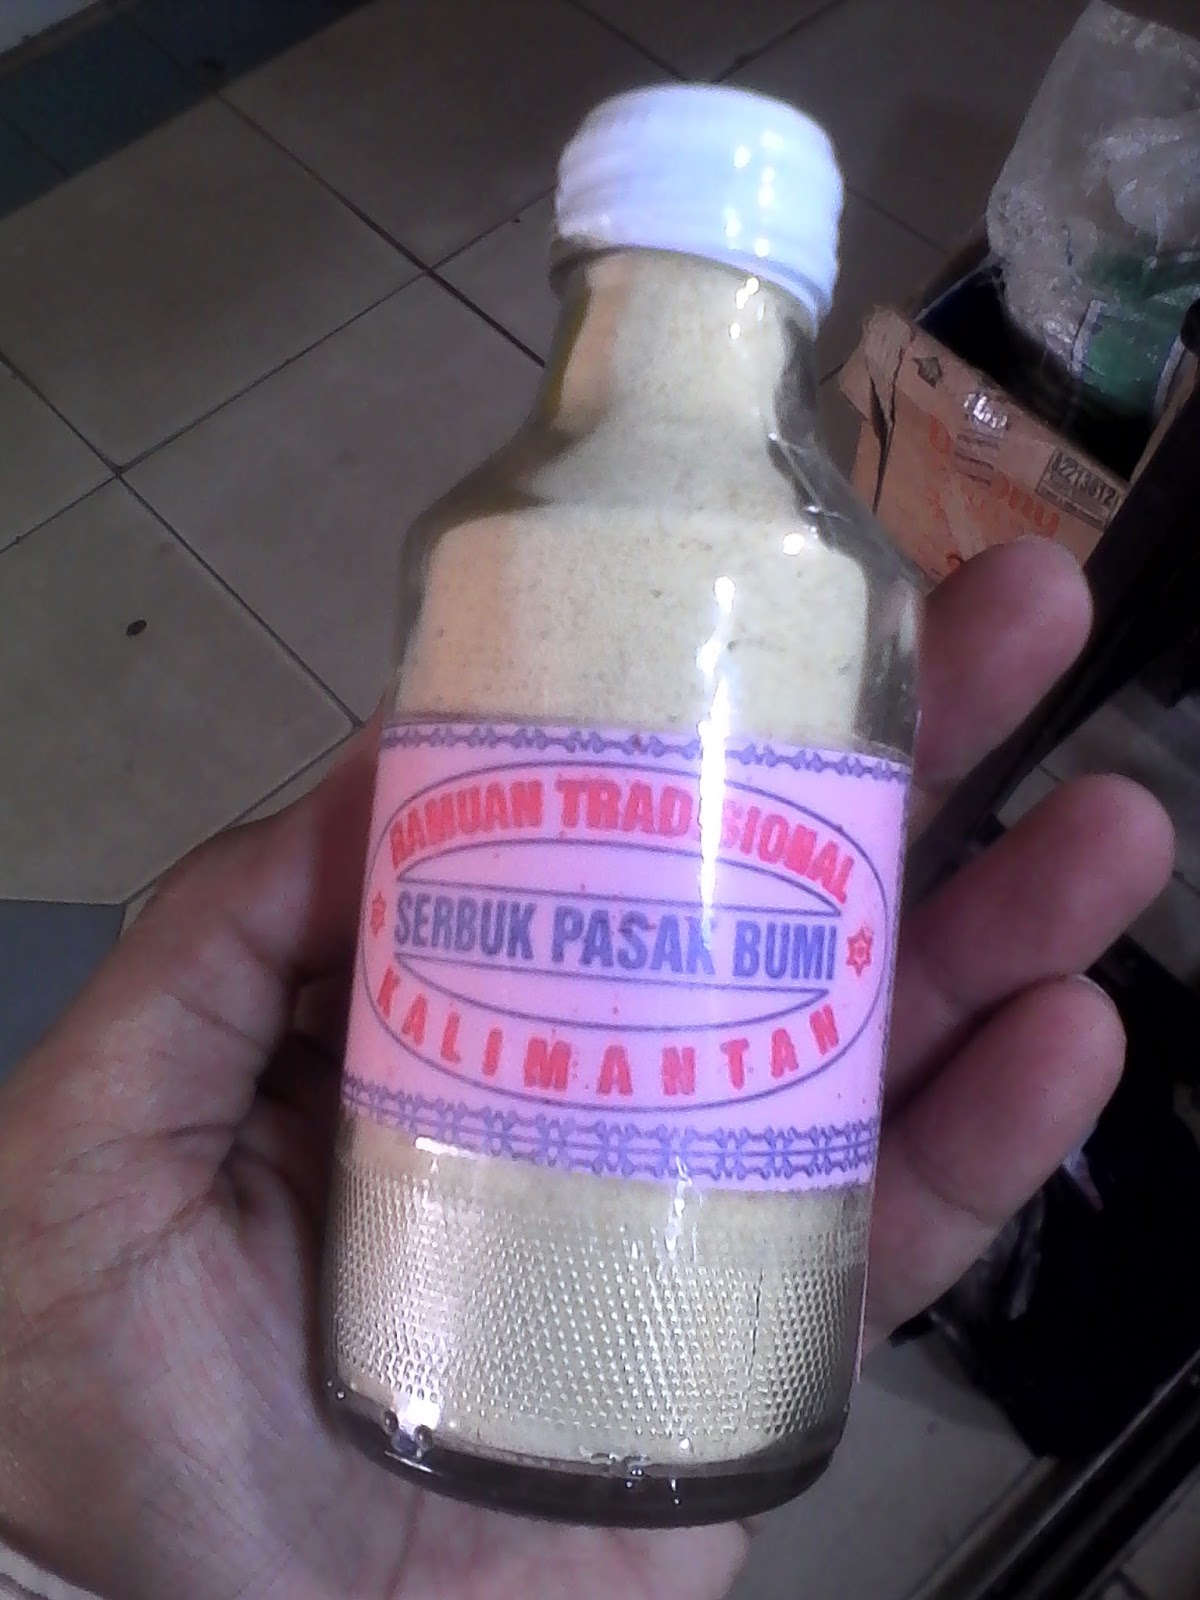 RAMUAN TRADISIONAL
SERBUK PASAK BUMI
KALIMANTAN